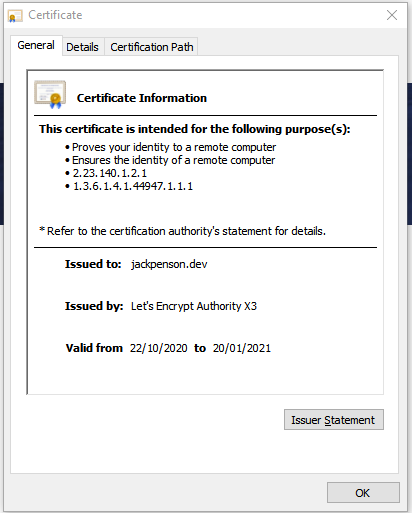 Certificate
General Details Certification Path
Certificate Information
This certificate is intended for the following purpose(s):
• Proves your identity to a remote computer
• Ensures the identity of a remote computer
• 2.23.140.1.2.1
• 1.3.6.1.4.1.44947.1.1.1
* Refer to the certification authority's statement for details.
Issued to: jackpenson.dev
Issued by: Let's Encrypt Authority X3
Valid from 22/10/2020 to 20/01/2021
Issuer Statement
OK